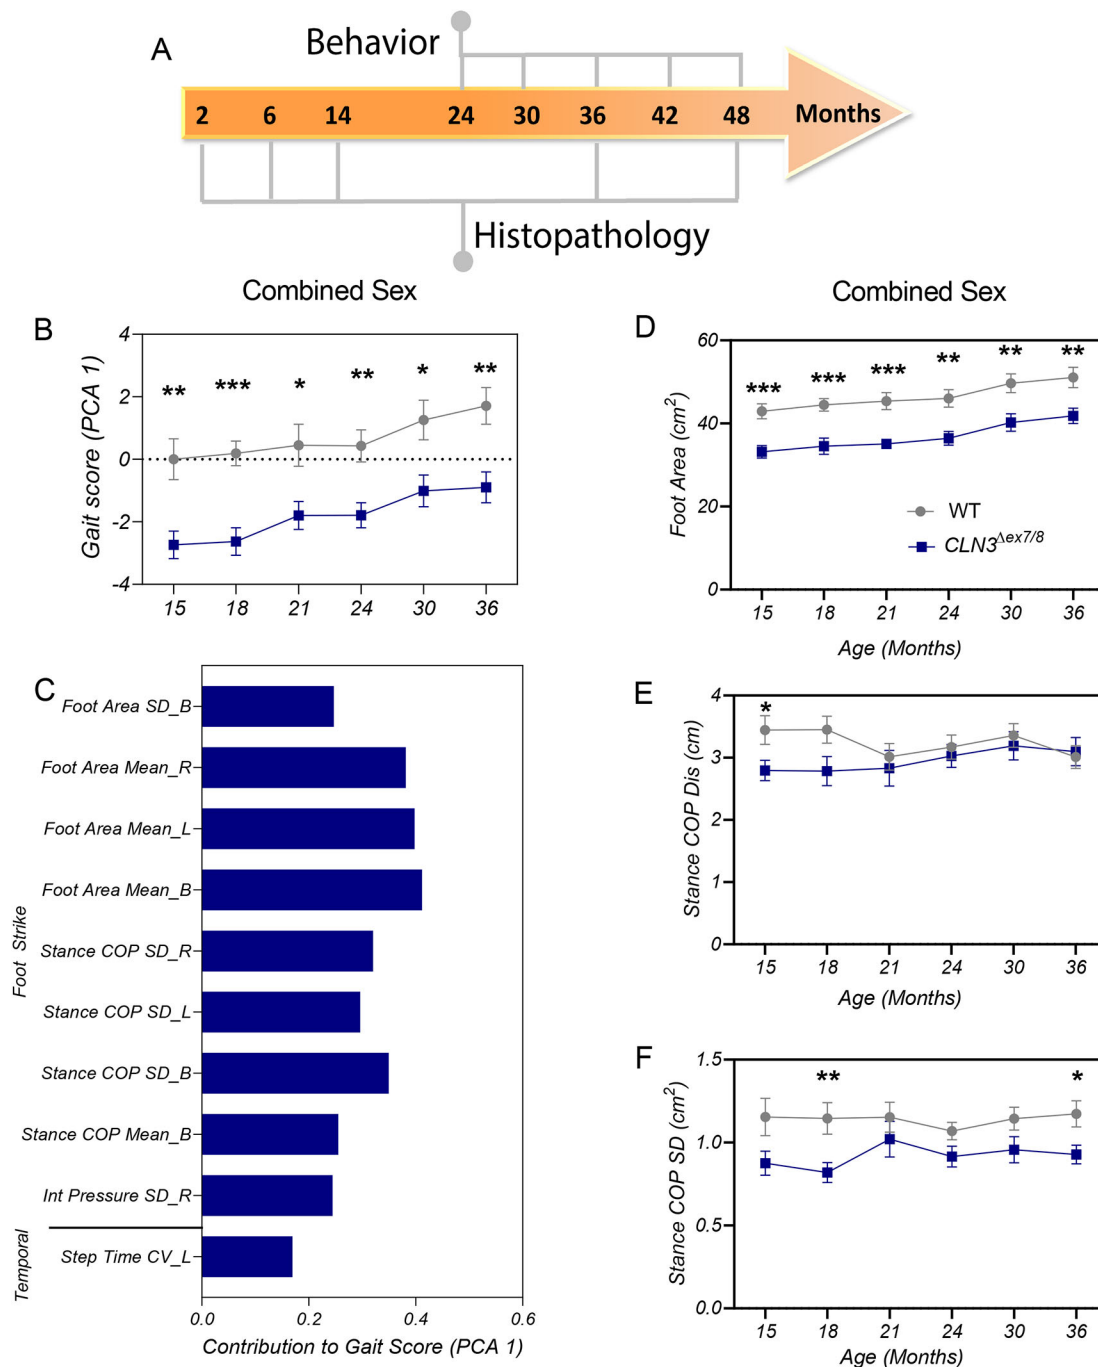 A
Behavior
2 6 14 24 30 36 42 48 Months
Histopathology
Combined Sex
B
Gait score (PCA 1)
4
2
0
-2
-4
** *** * ** * **
15 18 21 24 30 36
C
Foot Strike
Foot Area SD_B
Foot Area Mean_R
Foot Area Mean_L
Foot Area Mean_B
Stance COP SD_R
Stance COP SD_L
Stance COP SD_B
Stance COP Mean_B
Int Pressure SD_R
Temporal
Step Time CV_L
0.0 0.2 0.4 0.6
Contribution to Gait Score (PCA 1)
Combined Sex
D
Foot Area (cm²)
60
40
20
0
*** *** *** ** ** **
WT
CLN3^Δex7/8
15 18 21 24 30 36
Age (Months)
E
Stance COP Dis (cm)
4
3
2
1
0
*
15 18 21 24 30 36
Age (Months)
F
Stance COP SD (cm²)
1.5
1.0
0.5
0.0
** *
15 18 21 24 30 36
Age (Months)